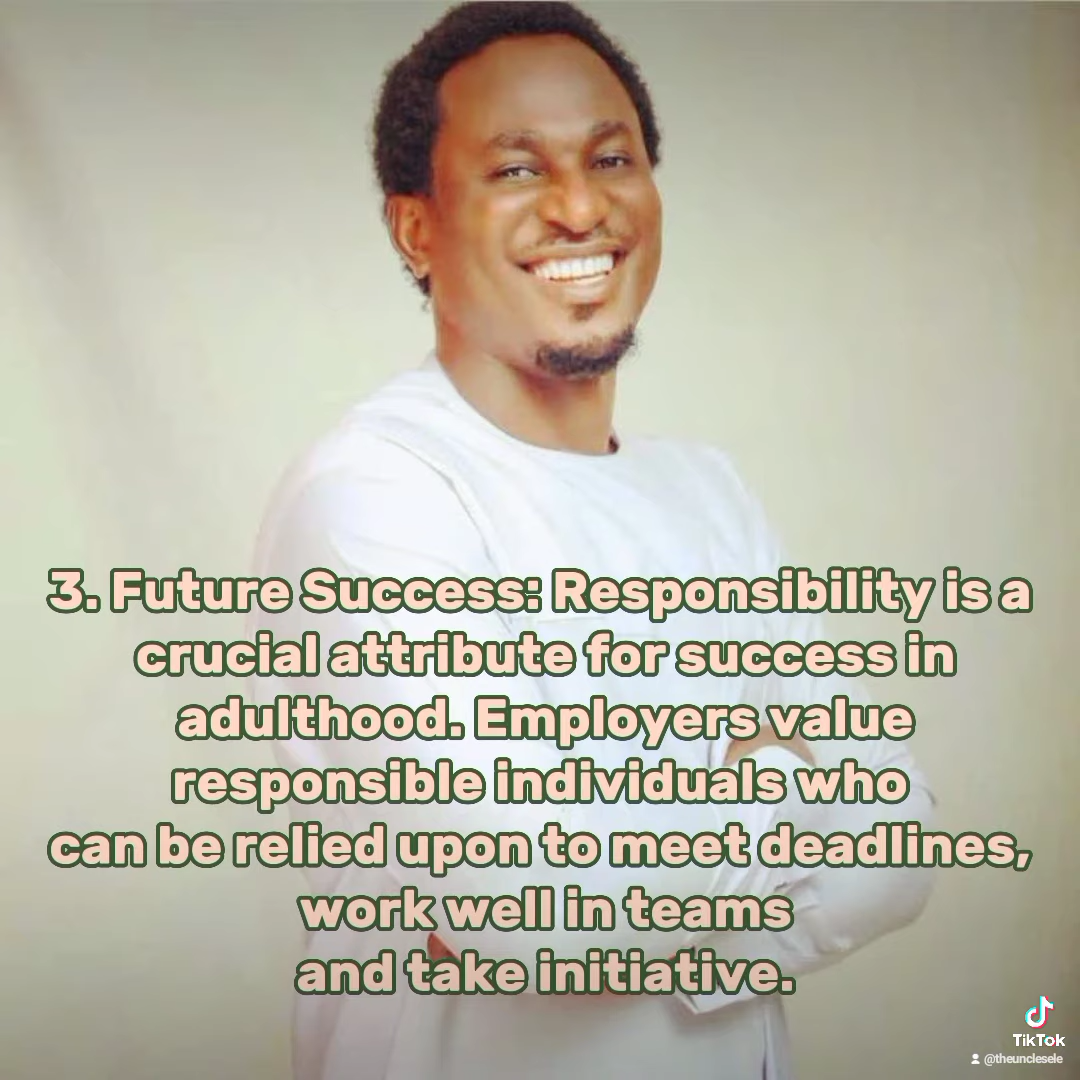 3. Future Success: Responsibility is a
crucial attribute for success in
adulthood. Employers value
responsible individuals who
can be relied upon to meet deadlines,
work well in teams
and take initiative.
TikTok
@theunclesele